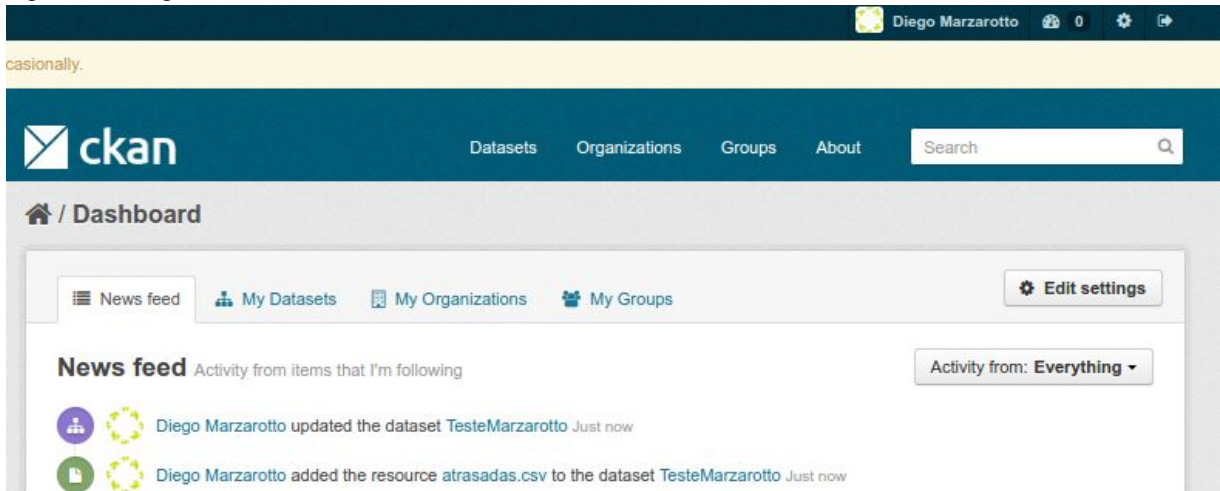 Diego Marzarotto 0
casionally.
ckan Datasets Organizations Groups About Search
/ Dashboard
News feed My Datasets My Organizations My Groups Edit settings
News feed Activity from items that I'm following Activity from: Everything
Diego Marzarotto updated the dataset TesteMarzarotto Just now
Diego Marzarotto added the resource atrasadas.csv to the dataset TesteMarzarotto Just now